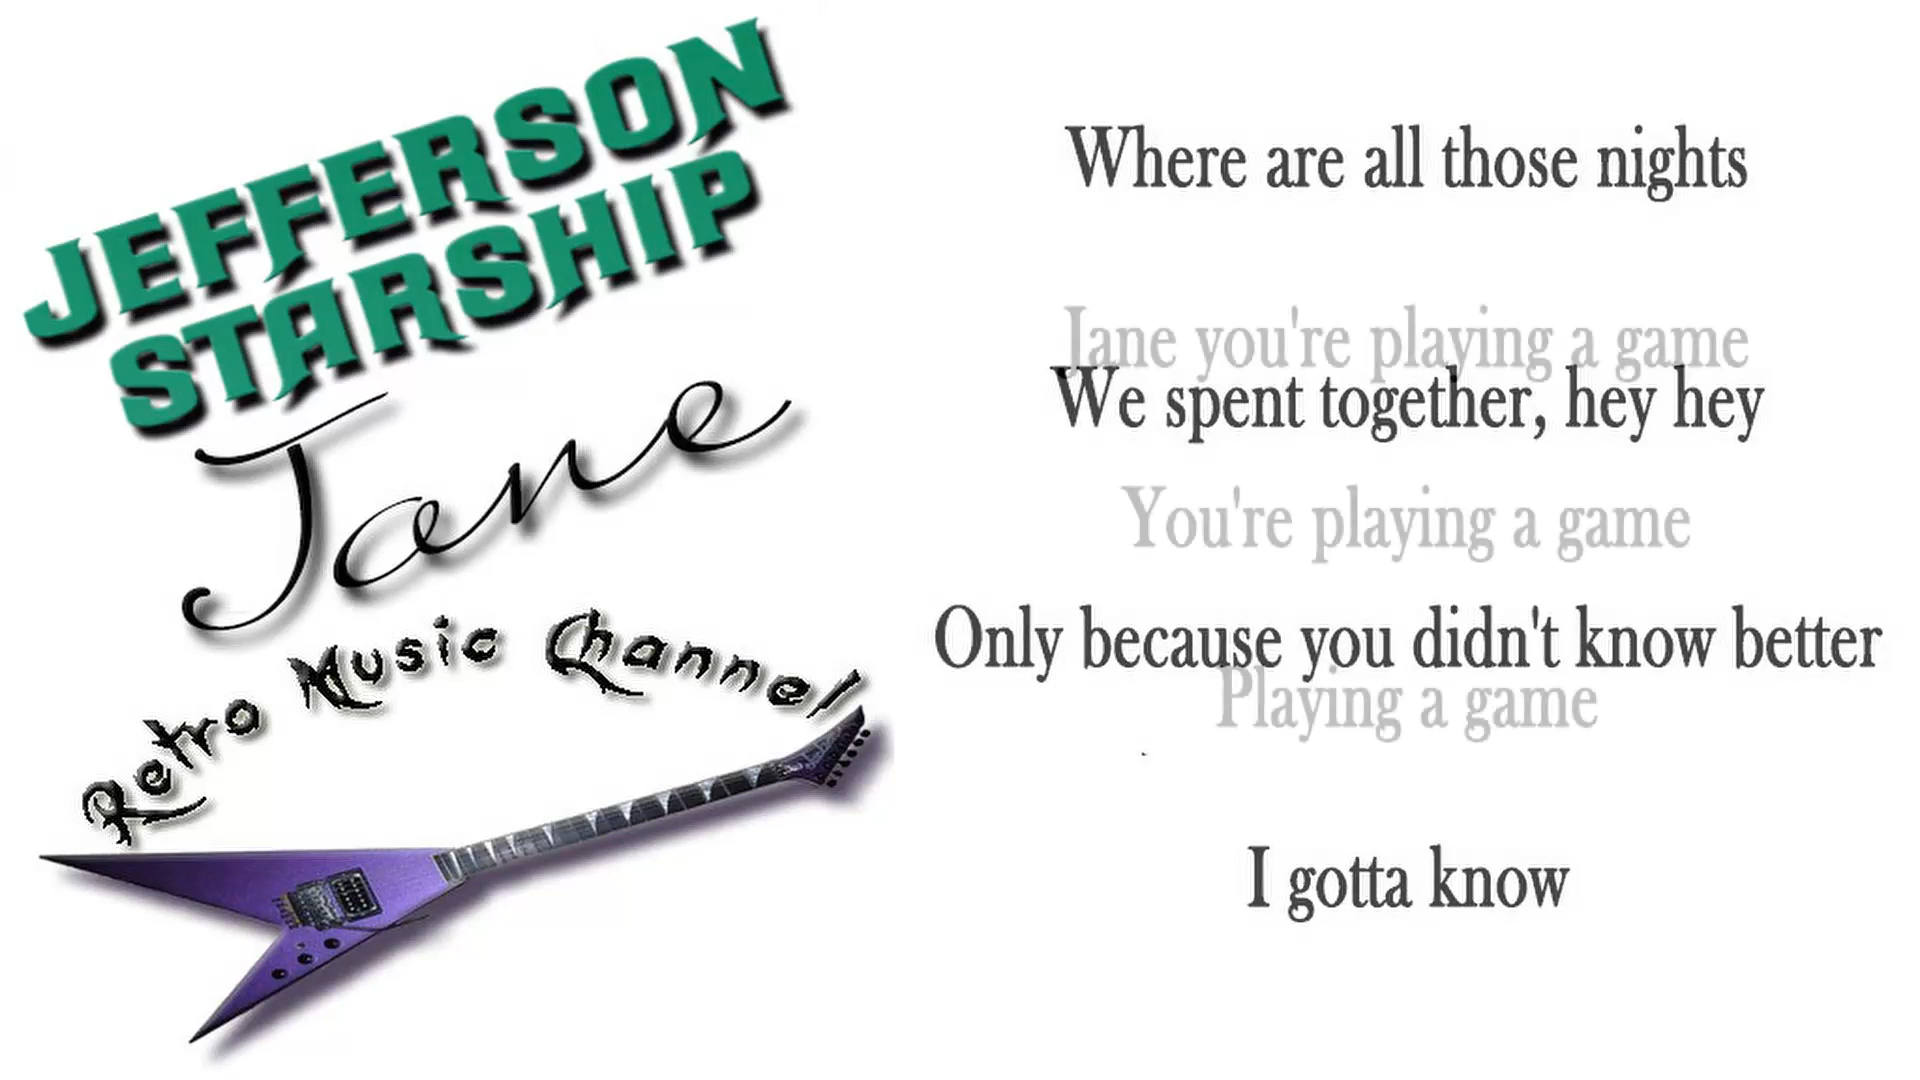 JEFFERSON
STARSHIP
Jane
Retro Music Channel
Where are all those nights
Jane you're playing a game
We spent together, hey hey
You're playing a game
Only because you didn't know better
Playing a game
I gotta know